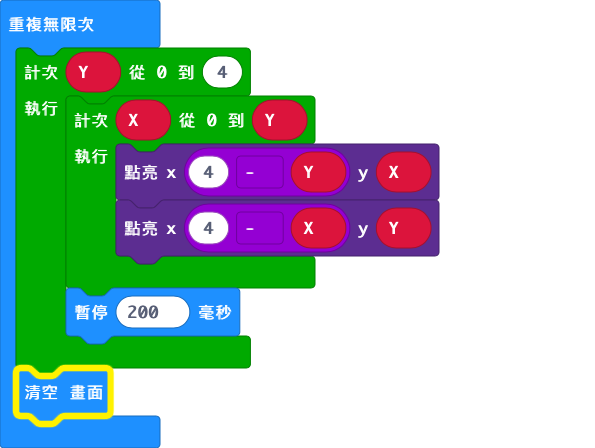 重複無限次
計次 Y 從 0 到 4
執行
計次 X 從 0 到 Y
執行
點亮 x 4 - Y y X
點亮 x 4 - X y Y
暫停 200 毫秒
清空 畫面